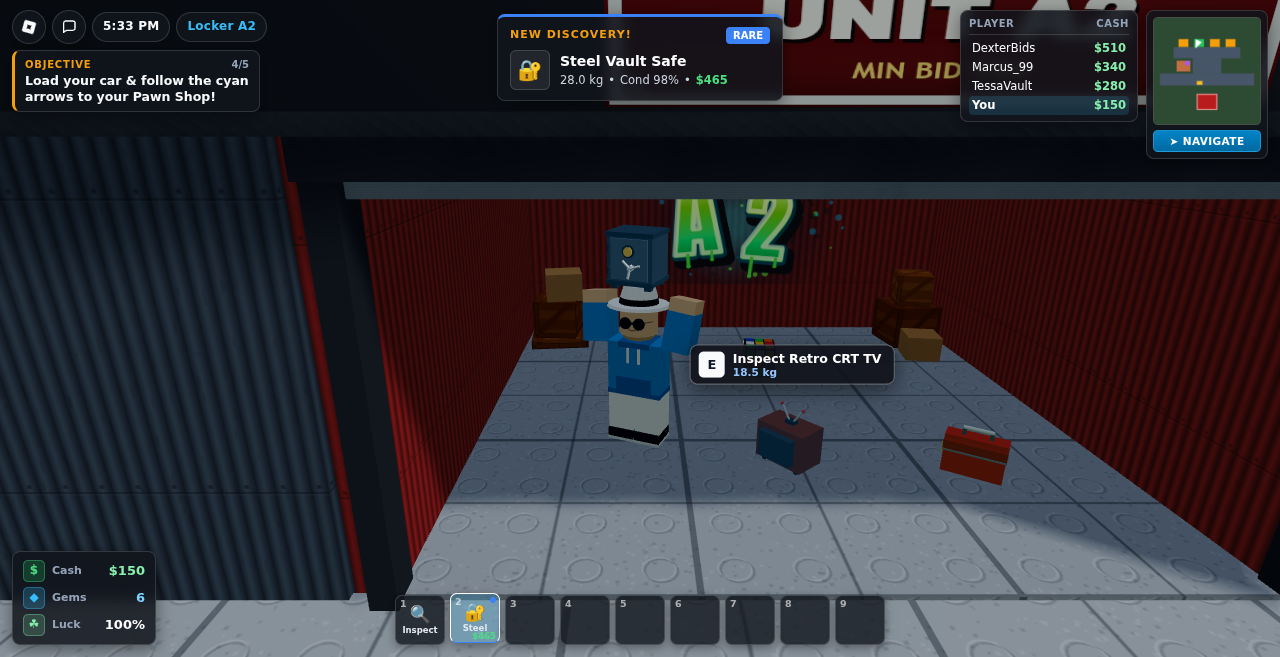 5:33 PM
Locker A2
OBJECTIVE 4/5
Load your car & follow the cyan
arrows to your Pawn Shop!
NEW DISCOVERY!
RARE
Steel Vault Safe
28.0 kg • Cond 98% • $465
UNIT A2
MIN BID
PLAYER CASH
DexterBids $510
Marcus_99 $340
TessaVault $280
You $150
➤ NAVIGATE
A2
E
Inspect Retro CRT TV
18.5 kg
$ Cash $150
Gems 6
Luck 100%
1 Inspect
2 Steel $465
3
4
5
6
7
8
9